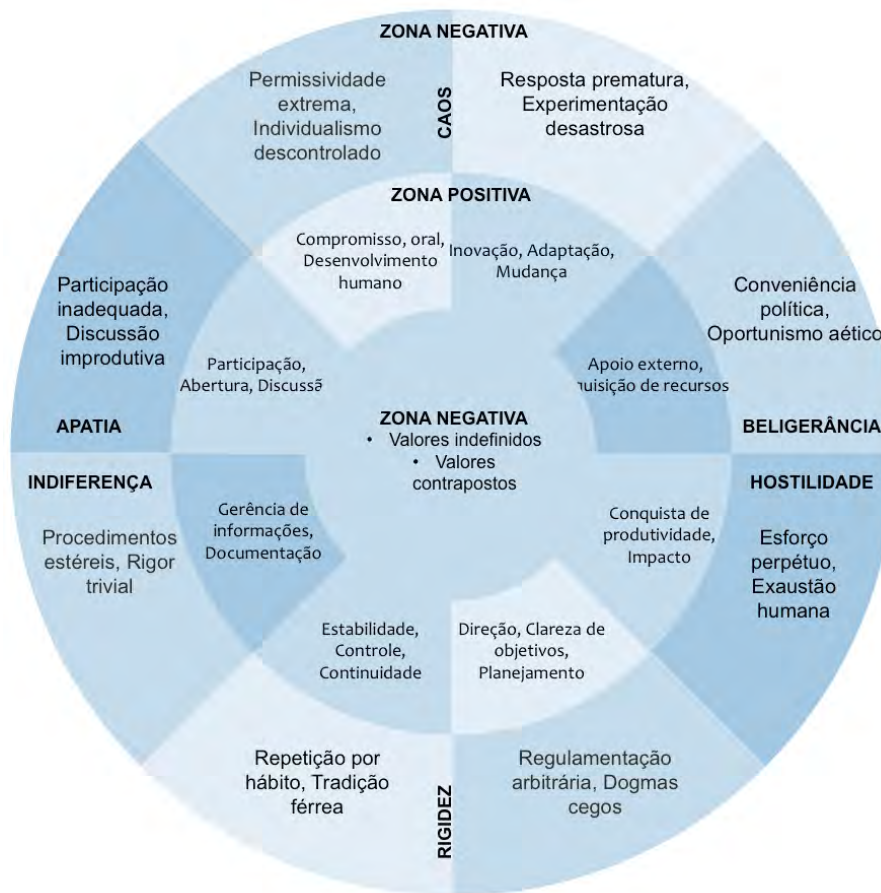 ZONA NEGATIVA
Permissividade
extrema,
Individualismo
descontrolado
CAOS
Resposta prematura,
Experimentação
desastrosa
ZONA POSITIVA
Compromisso, oral,
Desenvolvimento
humano
Inovação, Adaptação,
Mudança
Participação
inadequada,
Discussão
improdutiva
Conveniência
política,
Oportunismo aético
Participação,
Abertura, Discussã
Apoio externo,
quisição de recursos
APATIA
ZONA NEGATIVA
• Valores indefinidos
• Valores
contrapostos
BELIGERÂNCIA
INDIFERENÇA
HOSTILIDADE
Procedimentos
estéreis, Rigor
trivial
Gerência de
informações,
Documentação
Conquista de
produtividade,
Impacto
Esforço
perpétuo,
Exaustão
humana
Estabilidade,
Controle,
Continuidade
Direção, Clareza de
objetivos,
Planejamento
Repetição por
hábito, Tradição
férrea
RIGIDEZ
Regulamentação
arbitrária, Dogmas
cegos